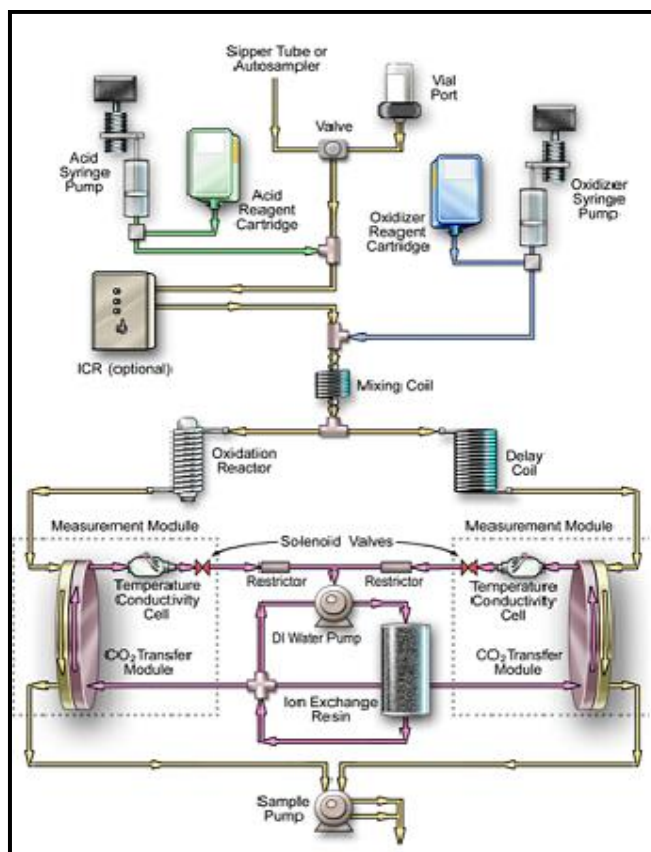 Sipper Tube or
Autosampler
Vial
Port
Valve
Acid
Syringe
Pump
Acid
Reagent
Cartridge
Oxidizer
Reagent
Cartridge
Oxidizer
Syringe
Pump
ICR (optional)
Mixing Coil
Oxidation
Reactor
Delay
Coil
Measurement Module
Solenoid Valves
Measurement Module
Temperature
Conductivity
Cell
Restrictor
Restrictor
Temperature
Conductivity
Cell
DI Water Pump
CO2 Transfer
Module
Ion Exchange
Resin
CO2 Transfer
Module
Sample
Pump